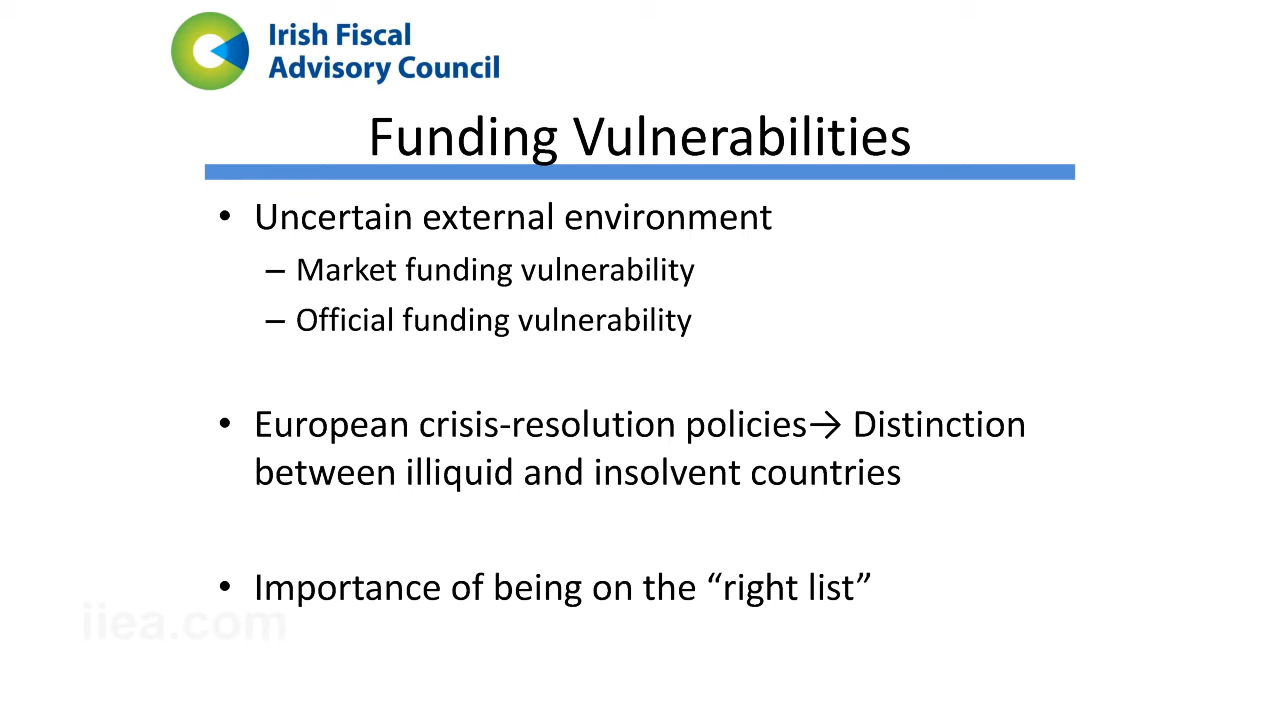 Irish Fiscal
Advisory Council
Funding Vulnerabilities
• Uncertain external environment
– Market funding vulnerability
– Official funding vulnerability
• European crisis-resolution policies→ Distinction
between illiquid and insolvent countries
• Importance of being on the “right list”
iiea.com